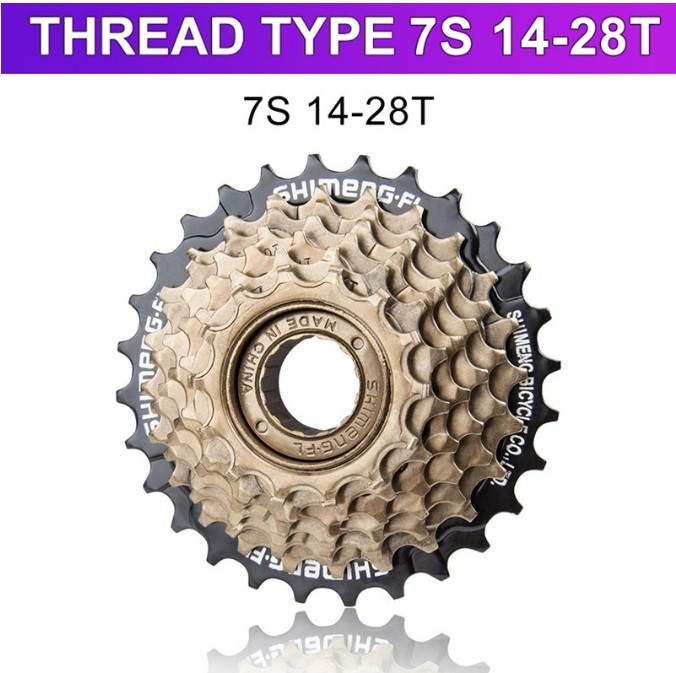 THREAD TYPE 7S 14-28T
7S 14-28T
SHIMENG·FL
SHIMENG·FL
SHIMENG BICYCLE CO.,LTD.
MADE IN CHINA
SHIMENG-FL
SHIMENG·FL